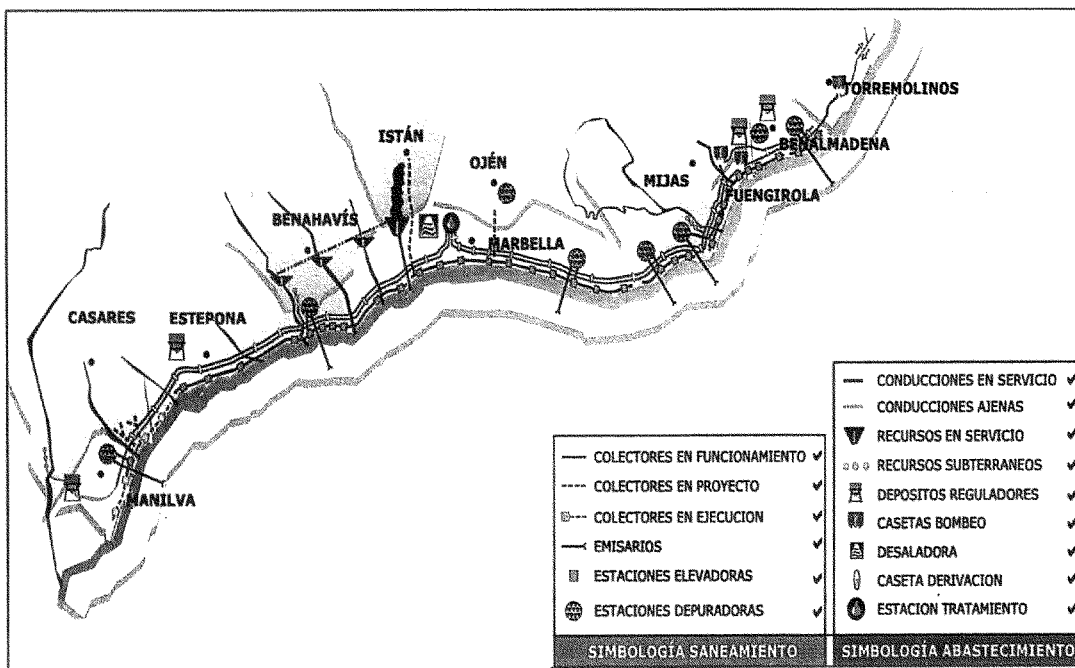 TORREMOLINOS
BENALMADENA
ISTÁN
OJÉN
MIJAS
FUENGIROLA
BENAHAVÍS
MARBELLA
CASARES
ESTEPONA
MANILVA
COLECTORES EN FUNCIONAMIENTO
COLECTORES EN PROYECTO
COLECTORES EN EJECUCION
EMISARIOS
ESTACIONES ELEVADORAS
ESTACIONES DEPURADORAS
SIMBOLOGÍA SANEAMIENTO
CONDUCCIONES EN SERVICIO
CONDUCCIONES AJENAS
RECURSOS EN SERVICIO
RECURSOS SUBTERRANEOS
DEPOSITOS REGULADORES
CASETAS BOMBEO
DESALADORA
CASETA DERIVACION
ESTACION TRATAMIENTO
SIMBOLOGÍA ABASTECIMIENTO